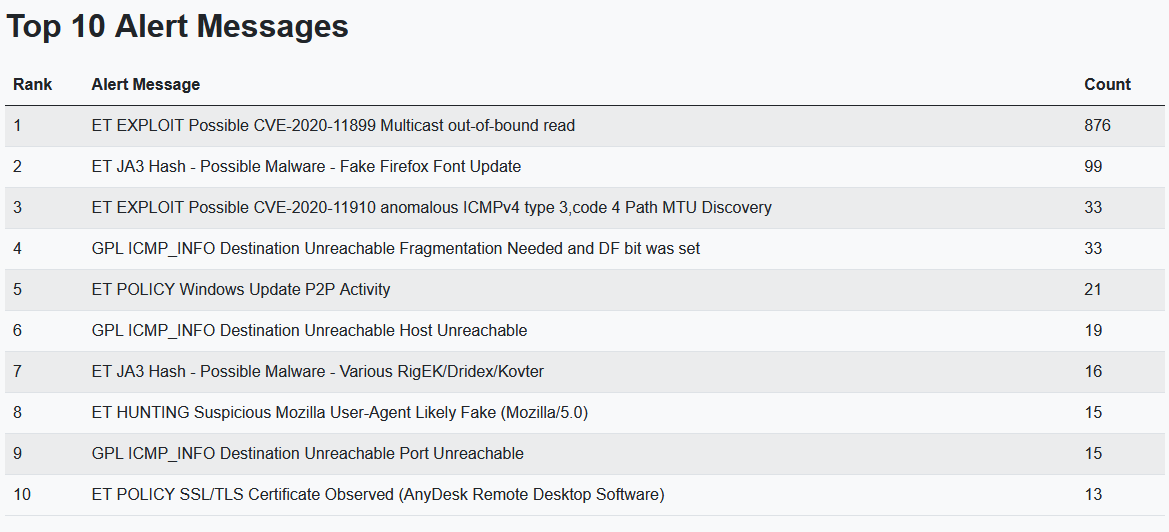 Top 10 Alert Messages
Rank Alert Message Count
1 ET EXPLOIT Possible CVE-2020-11899 Multicast out-of-bound read 876
2 ET JA3 Hash - Possible Malware - Fake Firefox Font Update 99
3 ET EXPLOIT Possible CVE-2020-11910 anomalous ICMPv4 type 3,code 4 Path MTU Discovery 33
4 GPL ICMP_INFO Destination Unreachable Fragmentation Needed and DF bit was set 33
5 ET POLICY Windows Update P2P Activity 21
6 GPL ICMP_INFO Destination Unreachable Host Unreachable 19
7 ET JA3 Hash - Possible Malware - Various RigEK/Dridex/Kovter 16
8 ET HUNTING Suspicious Mozilla User-Agent Likely Fake (Mozilla/5.0) 15
9 GPL ICMP_INFO Destination Unreachable Port Unreachable 15
10 ET POLICY SSL/TLS Certificate Observed (AnyDesk Remote Desktop Software) 13